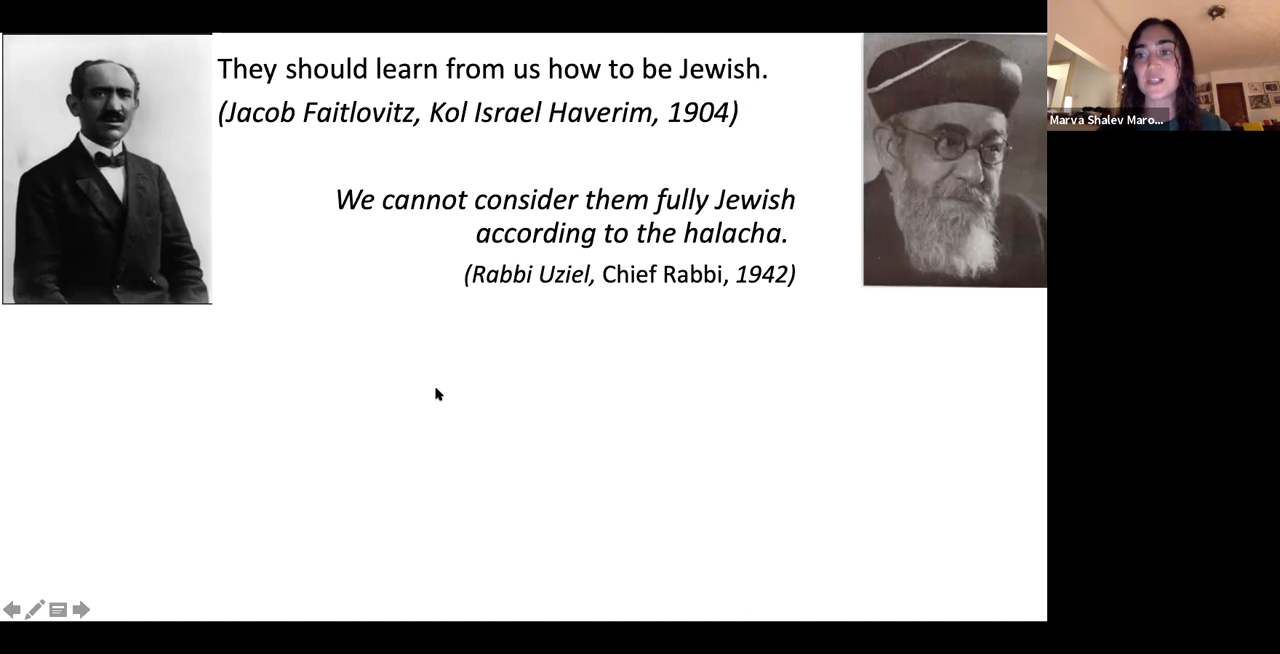 They should learn from us how to be Jewish.
(Jacob Faitlovitz, Kol Israel Haverim, 1904)
We cannot consider them fully Jewish
according to the halacha.
(Rabbi Uziel, Chief Rabbi, 1942)
Marva Shalev Maro...